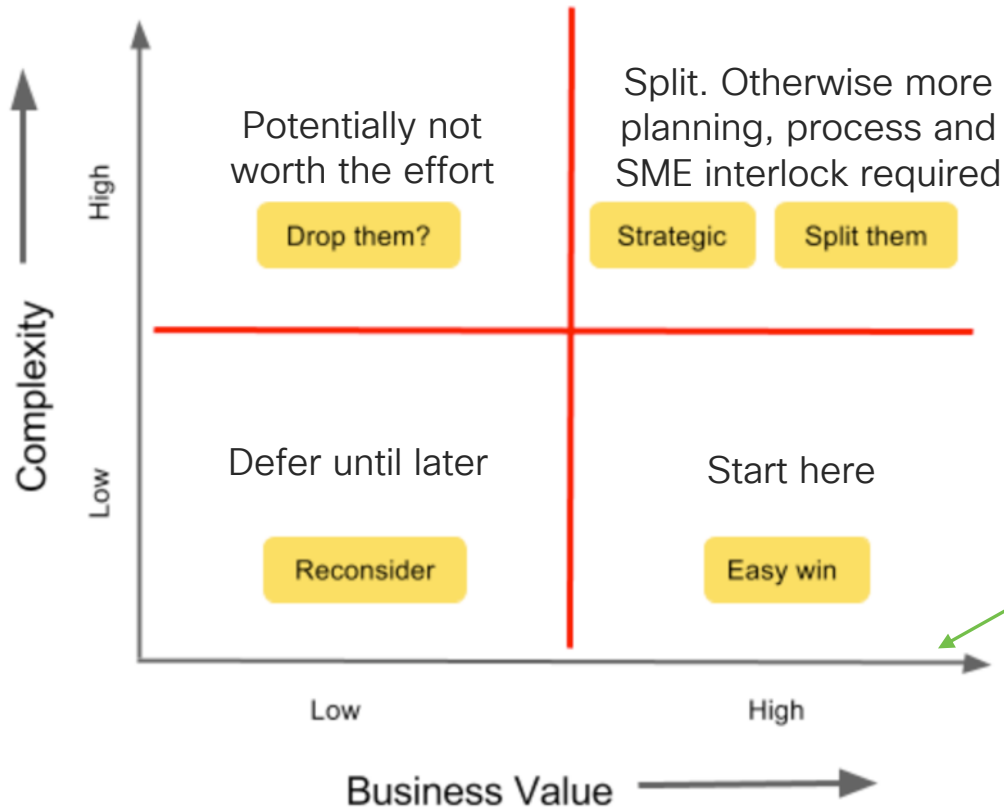 Potentially not
worth the effort
Drop them?
Split. Otherwise more
planning, process and
SME interlock required
Strategic
Split them
High
Complexity
Low
Defer until later
Reconsider
Start here
Easy win
Low
High
Business Value